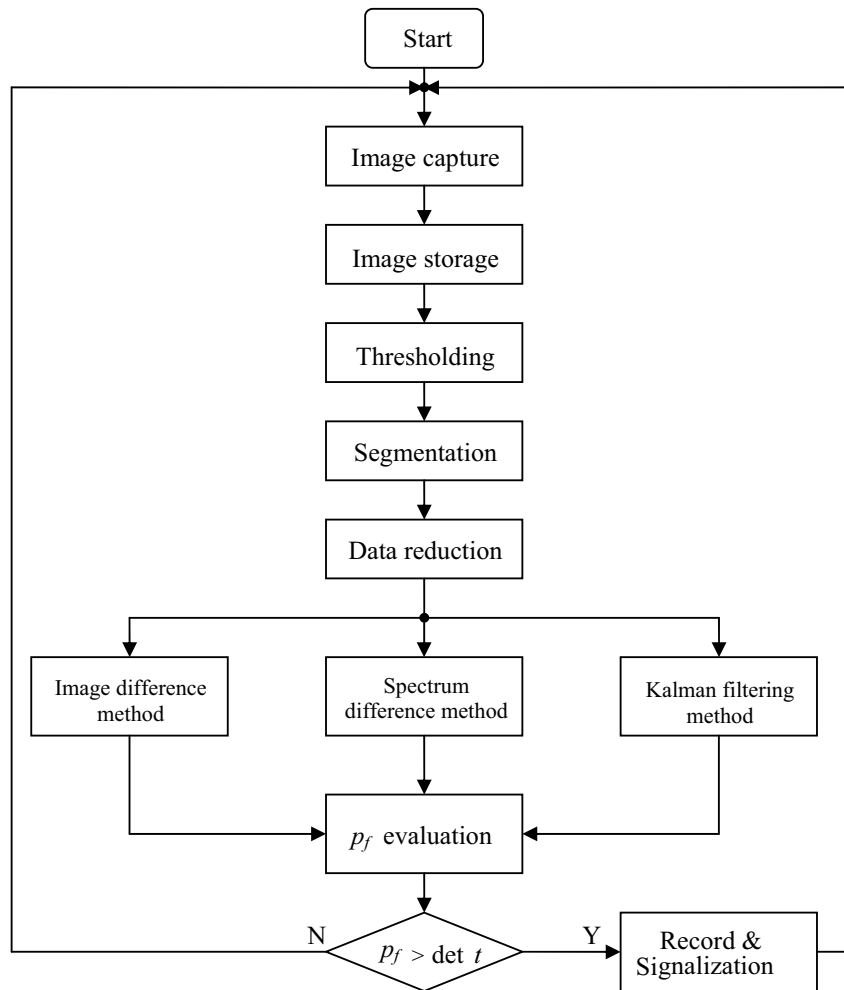 Start
Image capture
Image storage
Thresholding
Segmentation
Data reduction
Image difference
method
Spectrum
difference method
Kalman filtering
method
p_f evaluation
N
p_f > det t
Y
Record &
Signalization